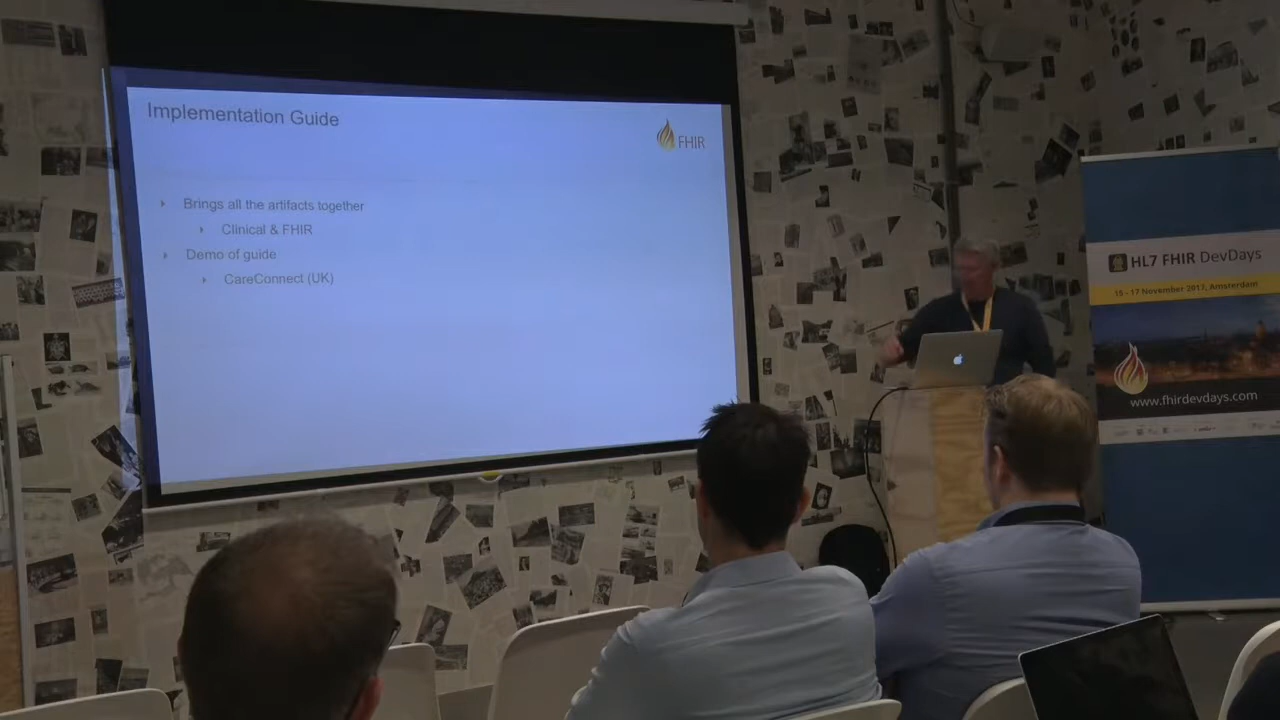 Implementation Guide
FHIR
Brings all the artifacts together
Clinical & FHIR
Demo of guide
CareConnect (UK)
HL7 FHIR DevDays
15 - 17 November 2017, Amsterdam
www.fhirdevdays.com